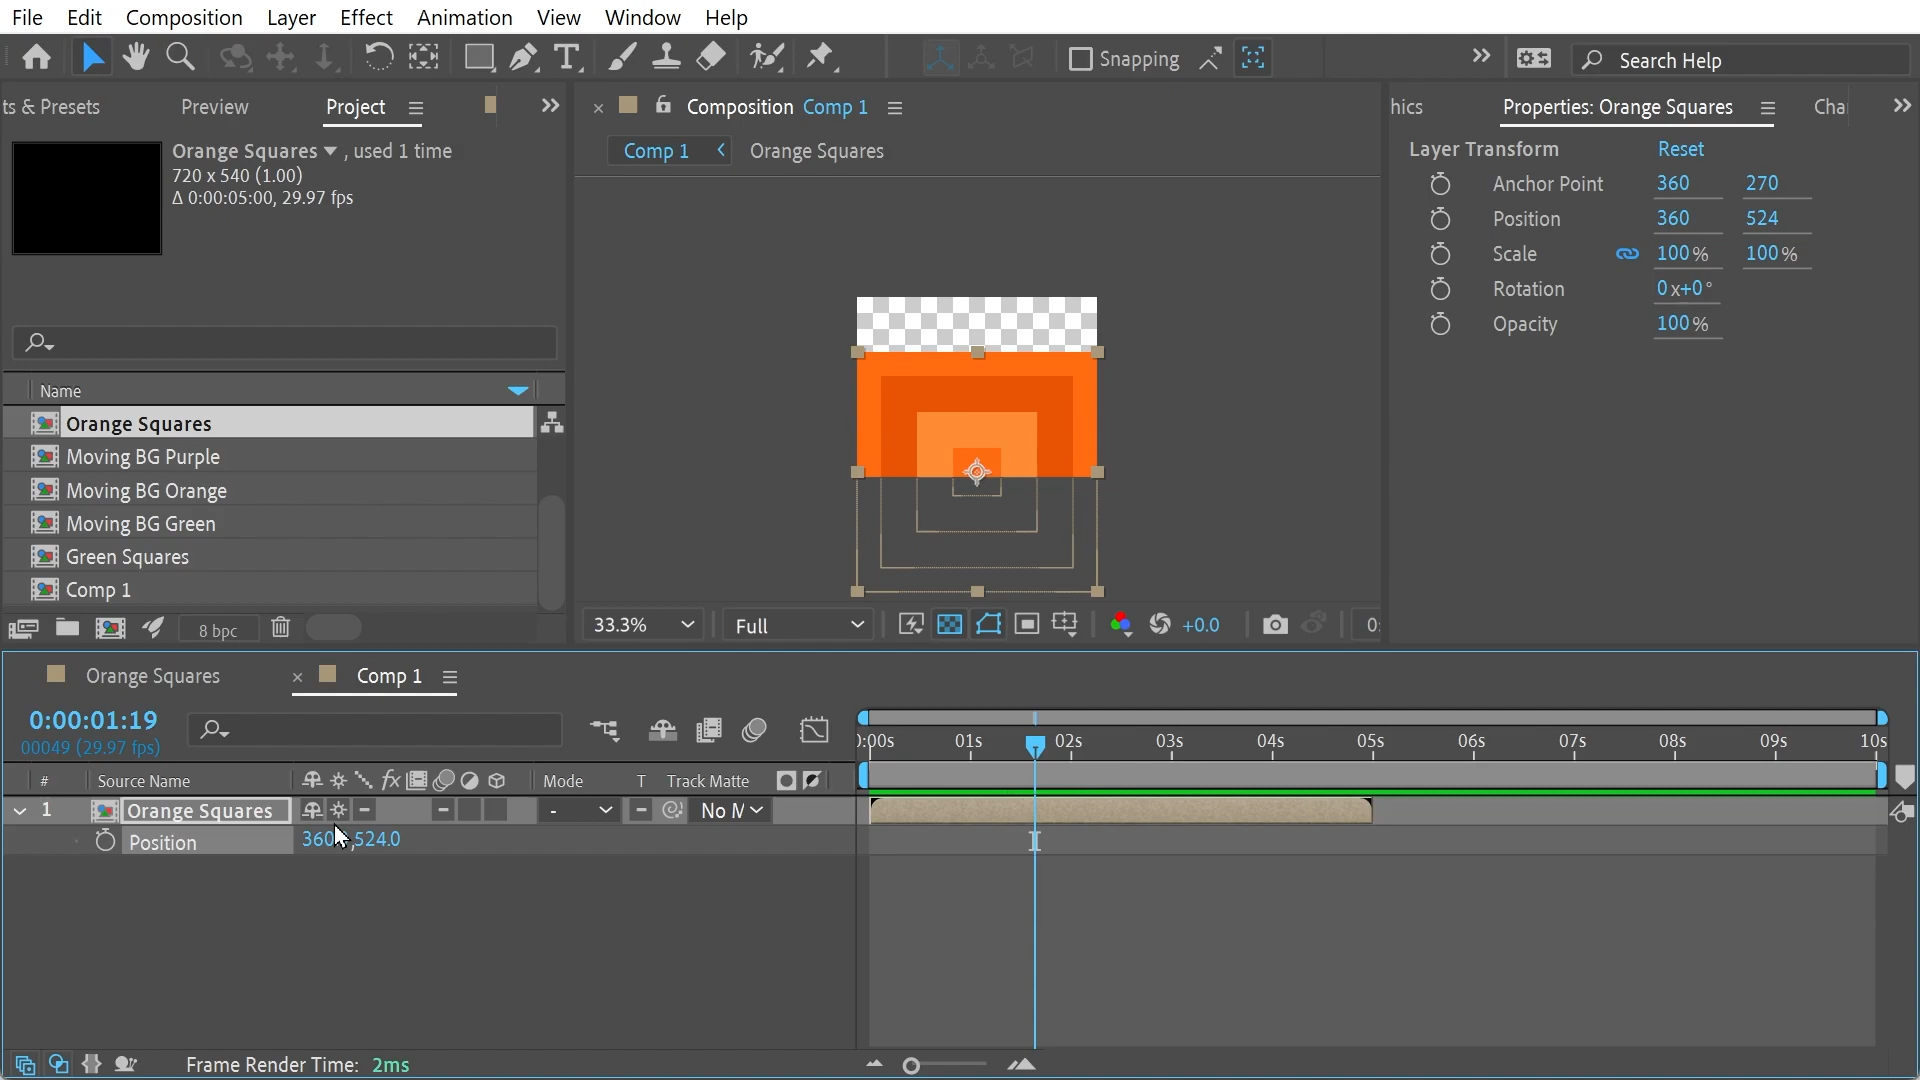 File Edit Composition Layer Effect Animation View Window Help
Snapping
Search Help
ts & Presets Preview Project
Composition Comp 1
hics Properties: Orange Squares Cha
Orange Squares , used 1 time
720 x 540 (1.00)
Δ 0:00:05:00, 29.97 fps
Comp 1 Orange Squares
Layer Transform Reset
Anchor Point 360 270
Position 360 524
Scale 100% 100%
Rotation 0x+0°
Opacity 100%
Name
Orange Squares
Moving BG Purple
Moving BG Orange
Moving BG Green
Green Squares
Comp 1
8 bpc
33.3% Full +0.0 0:
Orange Squares Comp 1
0:00:01:19
00049 (29.97 fps)
0:00s 01s 02s 03s 04s 05s 06s 07s 08s 09s 10s
# Source Name fx Mode T Track Matte
1 Orange Squares - No M
Position 360 ,524.0
Frame Render Time: 2ms